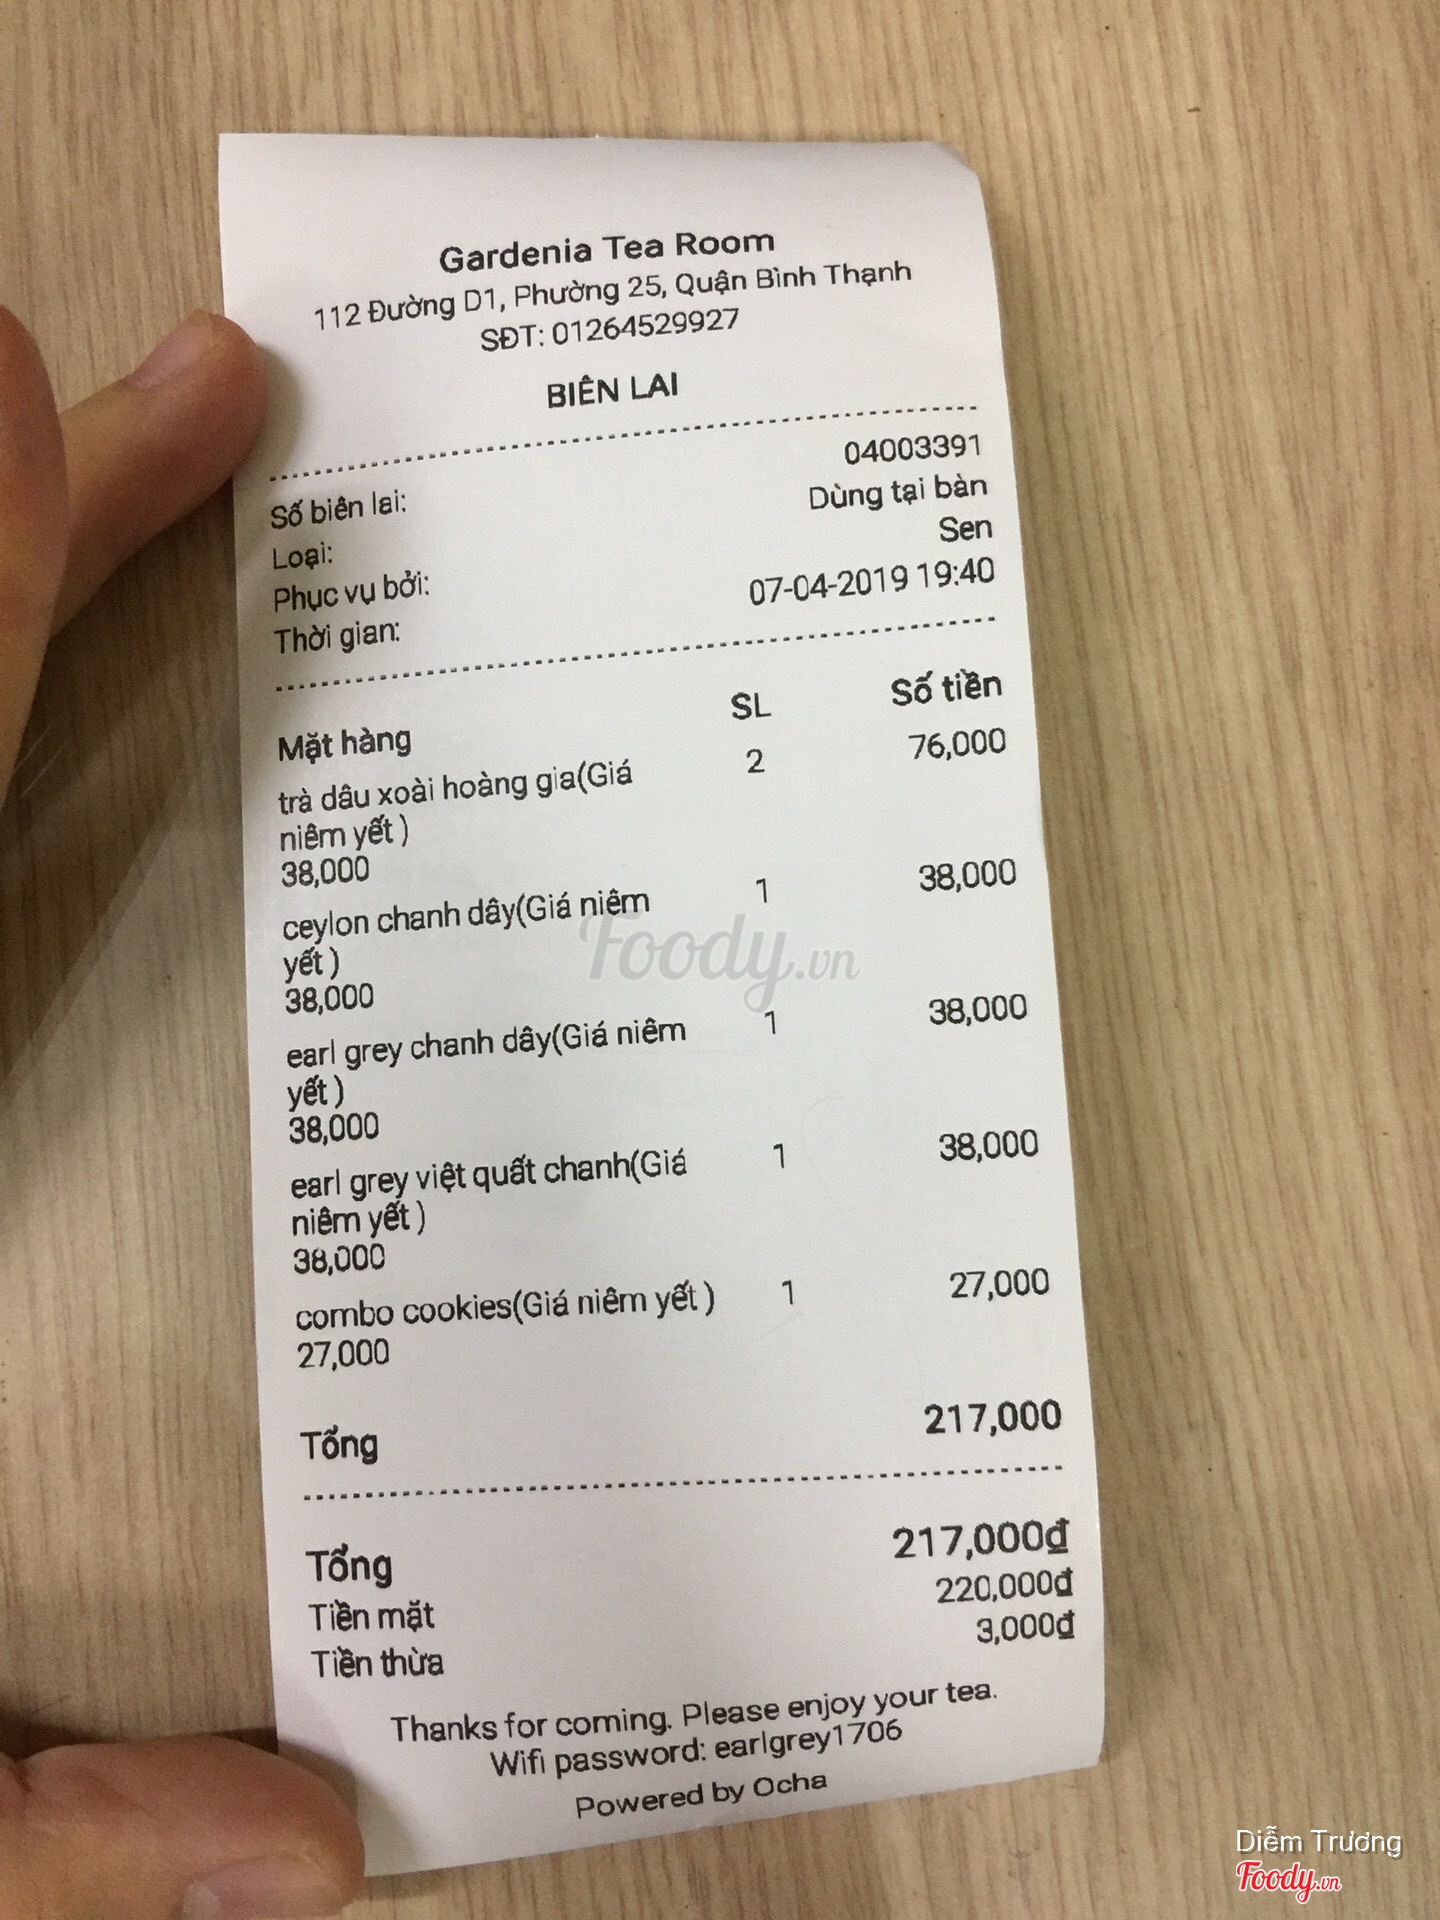 Gardenia Tea Room
112 Đường D1, Phường 25, Quận Bình Thạnh
SĐT: 01264529927
BIÊN LAI
Số biên lai: 04003391
Loại: Dùng tại bàn
Phục vụ bởi: Sen
Thời gian: 07-04-2019 19:40
Mặt hàng SL Số tiền
trà dâu xoài hoàng gia(Giá 2 76,000
niêm yết )
38,000
ceylon chanh dây(Giá niêm 1 38,000
yết )
38,000
earl grey chanh dây(Giá niêm 1 38,000
yết )
38,000
earl grey việt quất chanh(Giá 1 38,000
niêm yết )
38,000
combo cookies(Giá niêm yết ) 1 27,000
27,000
Tổng 217,000
Tổng 217,000₫
Tiền mặt 220,000₫
Tiền thừa 3,000₫
Thanks for coming. Please enjoy your tea.
Wifi password: earlgrey1706
Powered by Ocha
Foody.vn
Diễm Trương
Foody.vn